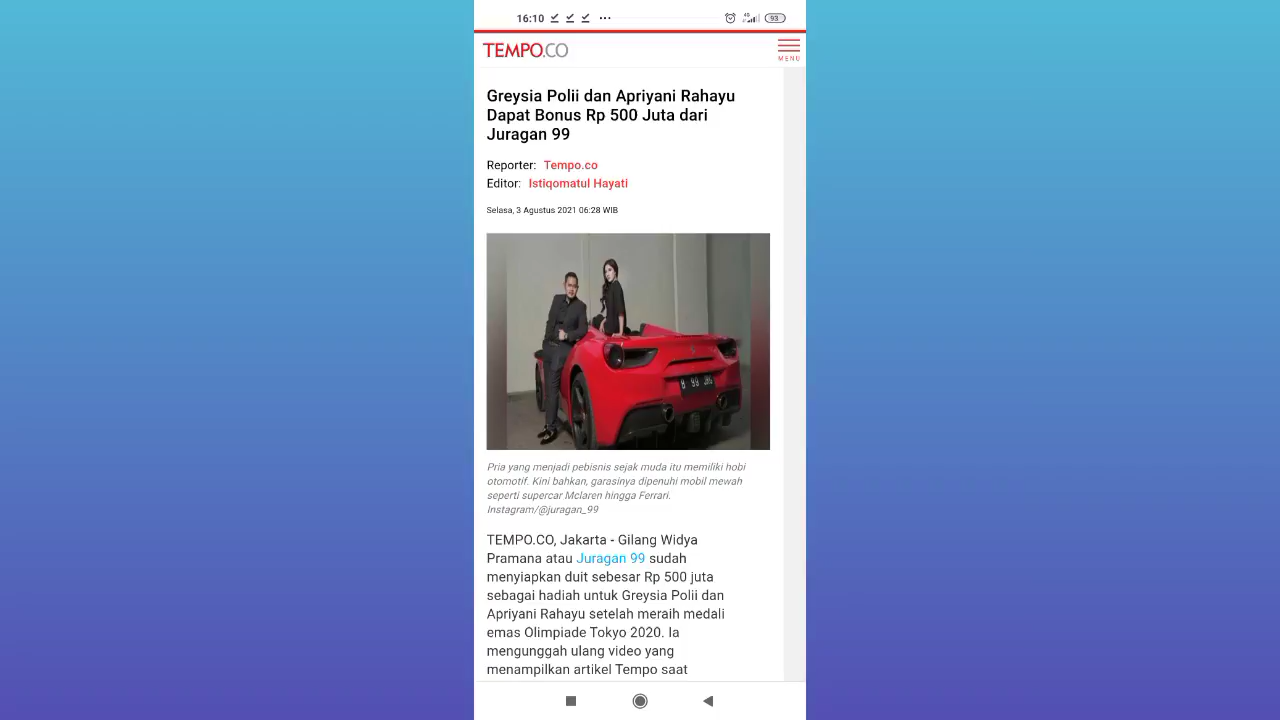 16:10
4G
93
TEMPO.CO
MENU
Greysia Polii dan Apriyani Rahayu
Dapat Bonus Rp 500 Juta dari
Juragan 99
Reporter: Tempo.co
Editor: Istiqomatul Hayati
Selasa, 3 Agustus 2021 06:28 WIB
Pria yang menjadi pebisnis sejak muda itu memiliki hobi
otomotif. Kini bahkan, garasinya dipenuhi mobil mewah
seperti supercar Mclaren hingga Ferrari.
Instagram/@juragan_99
TEMPO.CO, Jakarta - Gilang Widya
Pramana atau Juragan 99 sudah
menyiapkan duit sebesar Rp 500 juta
sebagai hadiah untuk Greysia Polii dan
Apriyani Rahayu setelah meraih medali
emas Olimpiade Tokyo 2020. Ia
mengunggah ulang video yang
menampilkan artikel Tempo saat